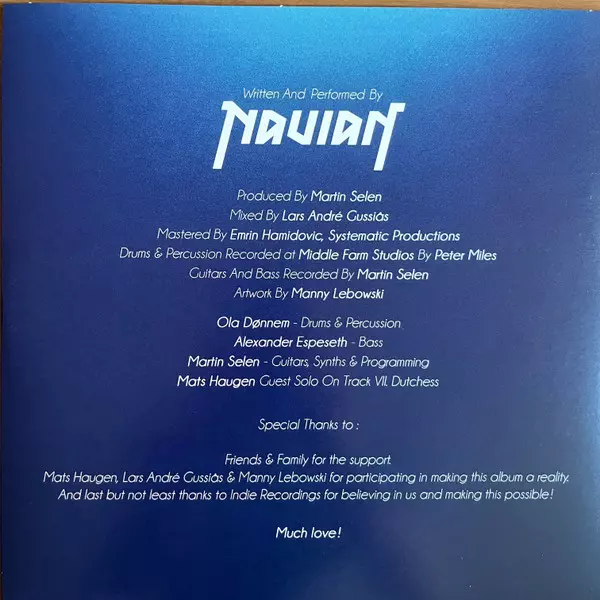 Written And Performed By
NAVIAN
Produced By Martin Selen
Mixed By Lars André Gussiås
Mastered By Emrin Hamidovic, Systematic Productions
Drums & Percussion Recorded at Middle Farm Studios By Peter Miles
Guitars And Bass Recorded By Martin Selen
Artwork By Manny Lebowski
Ola Dønnem - Drums & Percussion
Alexander Espeseth - Bass
Martin Selen - Guitars, Synths & Programming
Mats Haugen Guest Solo On Track VII. Dutchess
Special Thanks to :
Friends & Family for the support.
Mats Haugen, Lars André Gussiås & Manny Lebowski for participating in making this album a reality.
And last but not least thanks to Indie Recordings for believing in us and making this possible!
Much love!